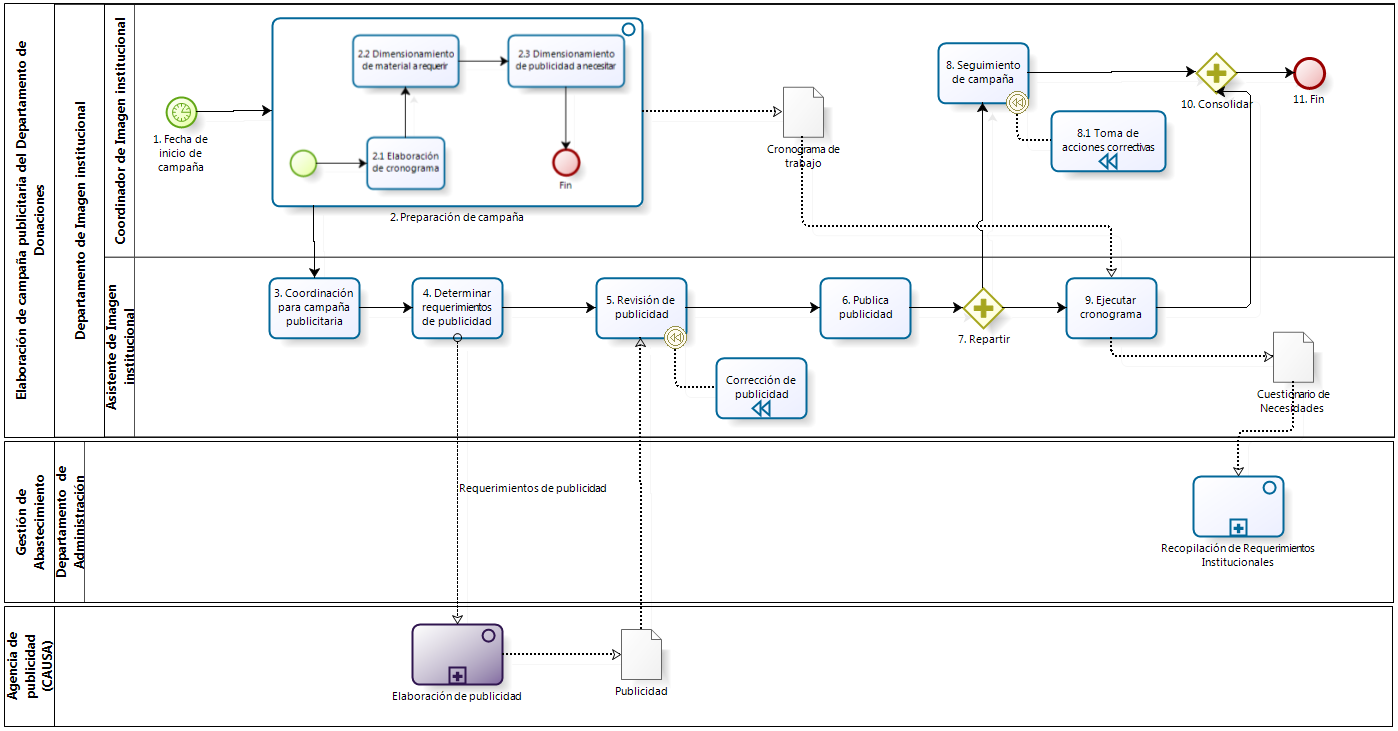 Elaboración de campaña publicitaria del Departamento de
Donaciones
Departamento de Imagen institucional
Coordinador de Imagen institucional
1. Fecha de
inicio de
campaña
2.2 Dimensionamiento
de material a requerir
2.3 Dimensionamiento
de publicidad a necesitar
2.1 Elaboración
de cronograma
Fin
2. Preparación de campaña
Cronograma de
trabajo
8. Seguimiento
de campaña
8.1 Toma de
acciones correctivas
10. Consolidar
11. Fin
Asistente de Imagen
institucional
3. Coordinación
para campaña
publicitaria
4. Determinar
requerimientos
de publicidad
5. Revisión de
publicidad
Corrección de
publicidad
6. Publica
publicidad
7. Repartir
9. Ejecutar
cronograma
Cuestionario de
Necesidades
Gestión de
Abastecimiento
Departamento de
Administración
Requerimientos de publicidad
Recopilación de Requerimientos
Institucionales
Agencia de
publicidad
(CAUSA)
Elaboración de publicidad
Publicidad